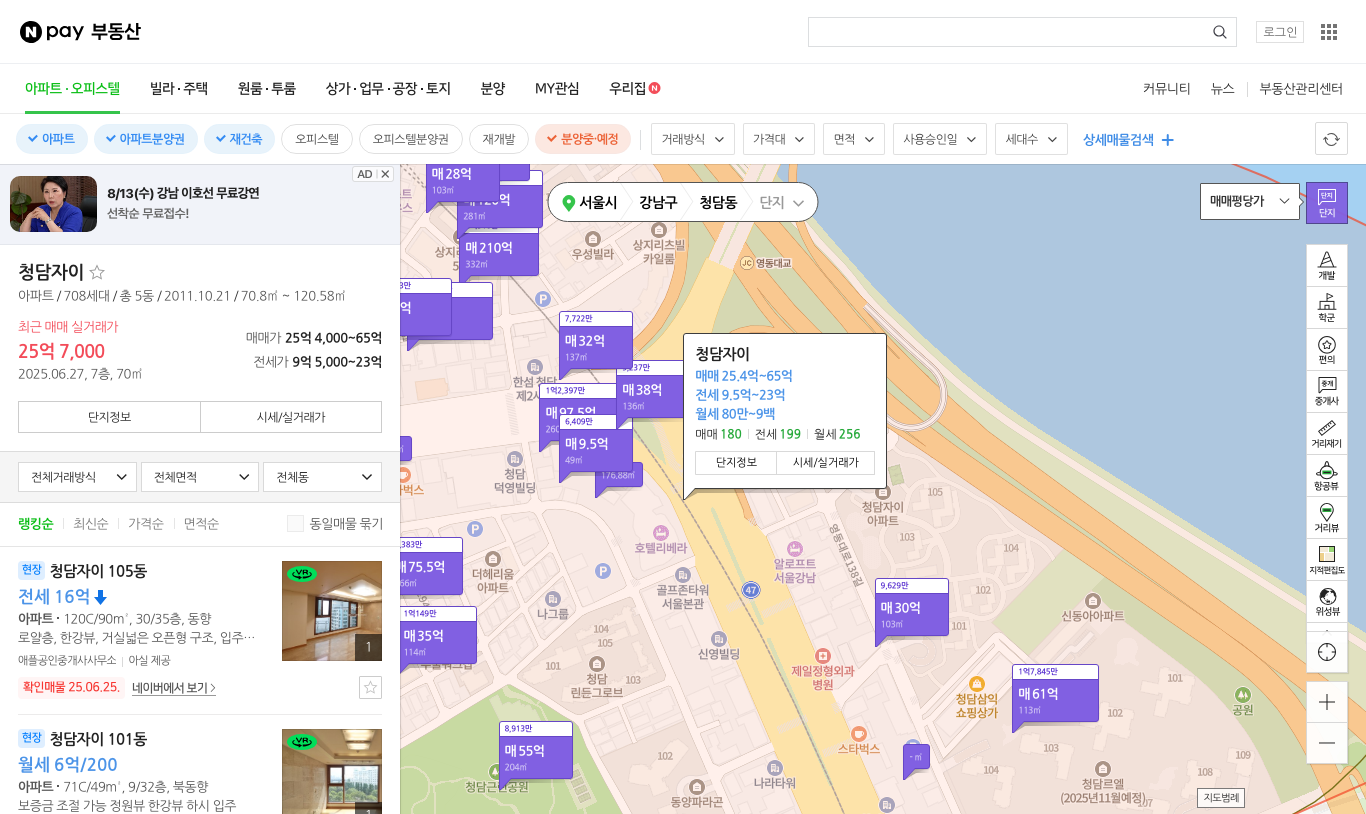 N pay 부동산
로그인
아파트·오피스텔
빌라·주택
원룸·투룸
상가·업무·공장·토지
분양
MY관심
우리집 N
커뮤니티
뉴스
부동산관리센터
아파트
아파트분양권
재건축
오피스텔
오피스텔분양권
재개발
분양중·예정
거래방식
가격대
면적
사용승인일
세대수
상세매물검색
AD
8/13(수) 강남 이호선 무료강연
선착순 무료접수!
청담자이
아파트 / 708세대 / 총 5동 / 2011.10.21 / 70.8㎡ ~ 120.58㎡
최근 매매 실거래가
25억 7,000
2025.06.27, 7층, 70㎡
매매가 25억 4,000~65억
전세가 9억 5,000~23억
단지정보
시세/실거래가
전체거래방식
전체면적
전체동
랭킹순
최신순
가격순
면적순
동일매물 묶기
현장 청담자이 105동
전세 16억
아파트 · 120C/90㎡, 30/35층, 동향
로얄층, 한강뷰, 거실넓은 오픈형 구조, 입주…
애플공인중개사사무소
아실 제공
확인매물 25.06.25.
네이버에서 보기
VR
1
현장 청담자이 101동
월세 6억/200
아파트 · 71C/49㎡, 9/32층, 북동향
보증금 조절 가능 정원뷰 한강뷰 하시 입주
VR
1
서울시
강남구
청담동
단지
매매평당가
단지
단지
개발
학군
편의
중개
중개사
거리재기
항공뷰
거리뷰
지적편집도
위성뷰
지도범례
매28억
103㎡
281㎡
매210억
332㎡
우성빌라
상지리츠빌
카일룸
JC 영동대교
P
7,722만
매32억
137㎡
매38억
136㎡
1억2,397만
매97.5억
6,409만
매9.5억
49㎡
176.88㎡
한섬 청담
청담
덕영빌딩
청담자이
매매 25.4억~65억
전세 9.5억~23억
월세 80만~9백
매매 180
전세 199
월세 256
단지정보
시세/실거래가
청담자이
아파트
105
103
104
영동대로138길
P
호텔리베라
알로프트
서울강남
매75.5억
더헤리움
아파트
P
골프존타워
서울본관
47
9,629만
매30억
103㎡
101
102
신동아아파트
1억149만
매35억
114㎡
나그룹
104
105
101
103
린든그로브
신영빌딩
제일정형외과
병원
청담삼익
쇼핑상가
1억7,845만
매61억
113㎡
101
102
공원
8,913만
매55억
204㎡
청담근린공원
102
나라타워
동양파라곤
스타벅스
- ㎡
103
104
109
108
청담르엘
(2025년11월예정)